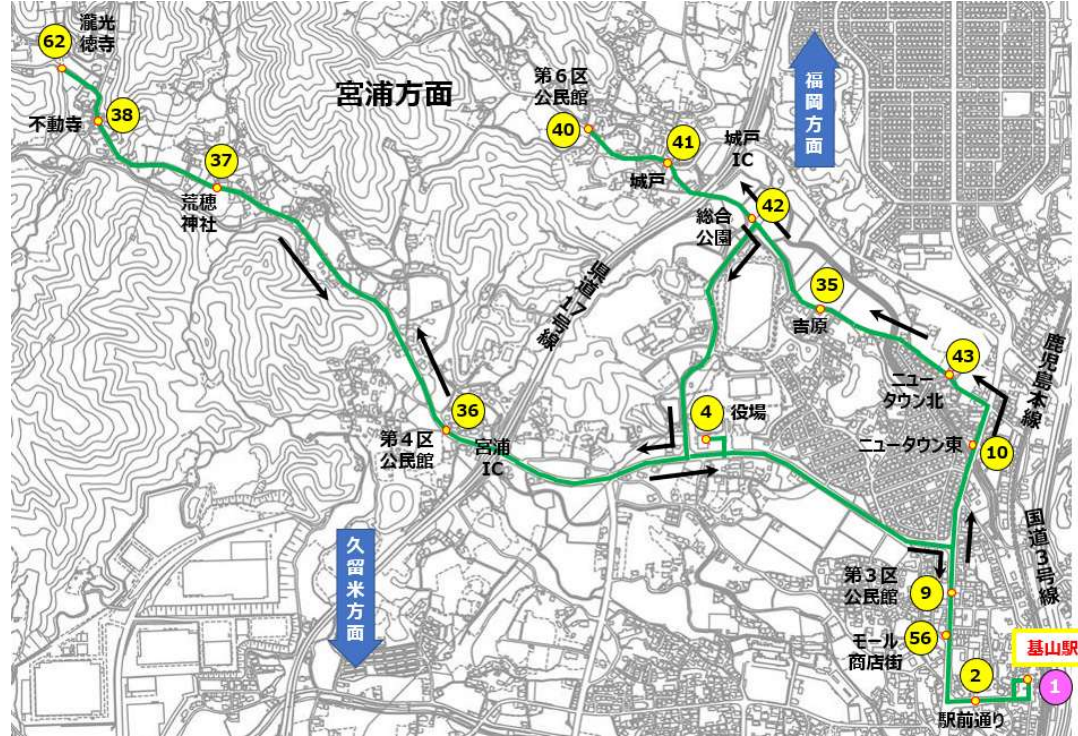 瀧光
徳寺
62
不動寺
38
37
荒穂
神社
宮浦方面
第6区
公民館
40
41
城戸
城戸
IC
福岡方面
総合
公園
42
35
吉原
県道17号線
鹿児島本線
43
ニュー
タウン北
4
役場
ニュータウン東
10
36
第4区
公民館
宮浦
IC
久留米方面
国道3号線
第3区
公民館
9
56
モール
商店街
基山駅
1
2
駅前通り